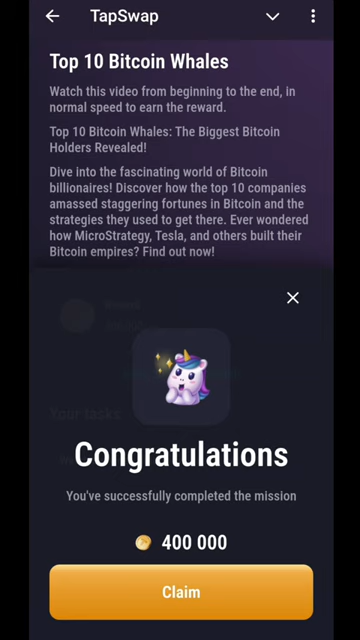 TapSwap
Top 10 Bitcoin Whales
Watch this video from beginning to the end, in
normal speed to earn the reward.
Top 10 Bitcoin Whales: The Biggest Bitcoin
Holders Revealed!
Dive into the fascinating world of Bitcoin
billionaires! Discover how the top 10 companies
amassed staggering fortunes in Bitcoin and the
strategies they used to get there. Ever wondered
how MicroStrategy, Tesla, and others built their
Bitcoin empires? Find out now!
Your tasks
Congratulations
You've successfully completed the mission
400 000
Claim